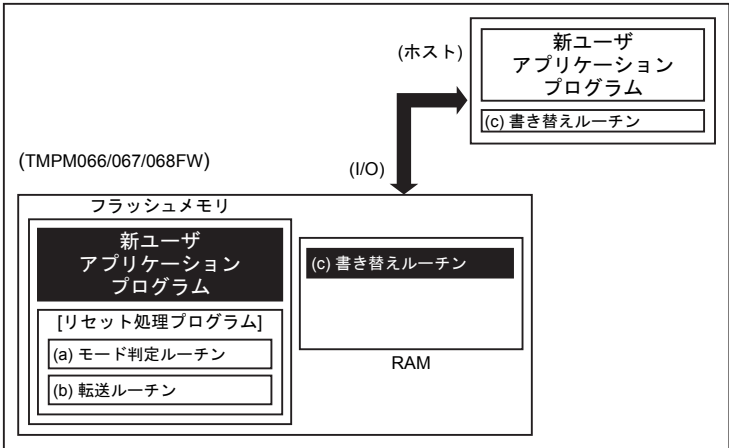 (ホスト)
新ユーザ
アプリケーション
プログラム
(c) 書き替えルーチン
(TMPM066/067/068FW)
(I/O)
フラッシュメモリ
新ユーザ
アプリケーション
プログラム
[リセット処理プログラム]
(a) モード判定ルーチン
(b) 転送ルーチン
(c) 書き替えルーチン
RAM